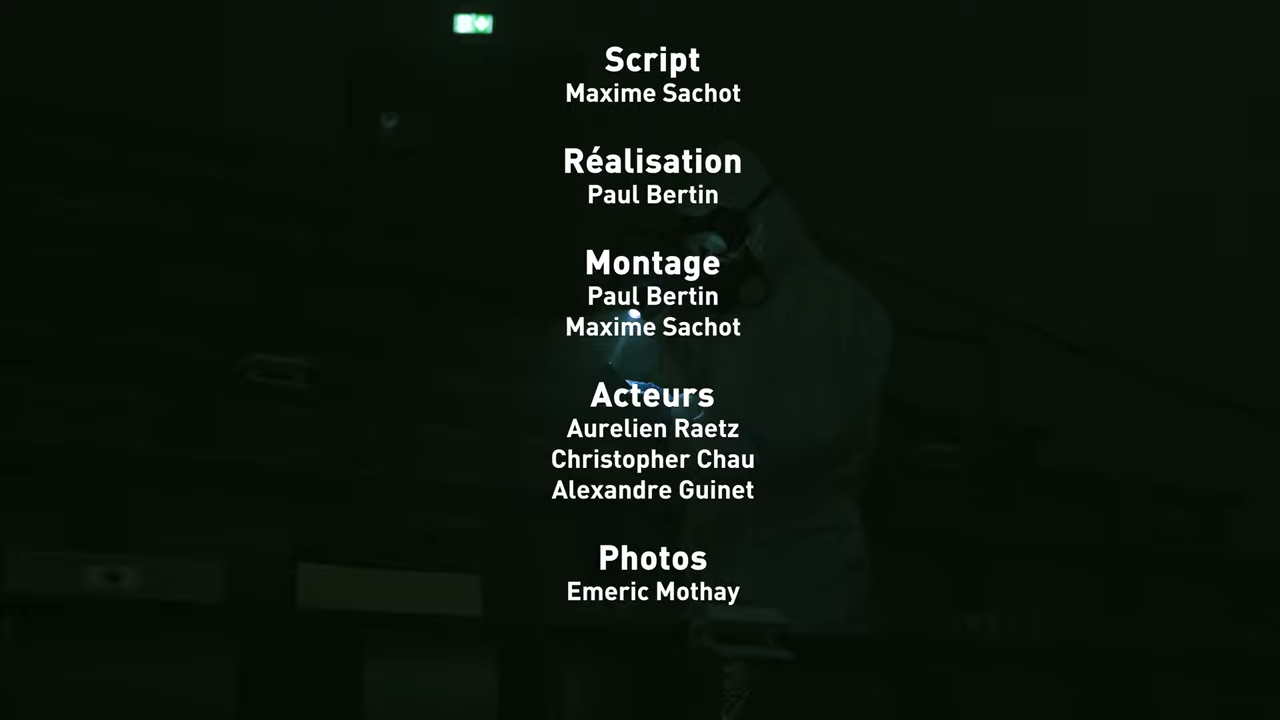 Script
Maxime Sachot
Réalisation
Paul Bertin
Montage
Paul Bertin
Maxime Sachot
Acteurs
Aurelien Raetz
Christopher Chau
Alexandre Guinet
Photos
Emeric Mothay